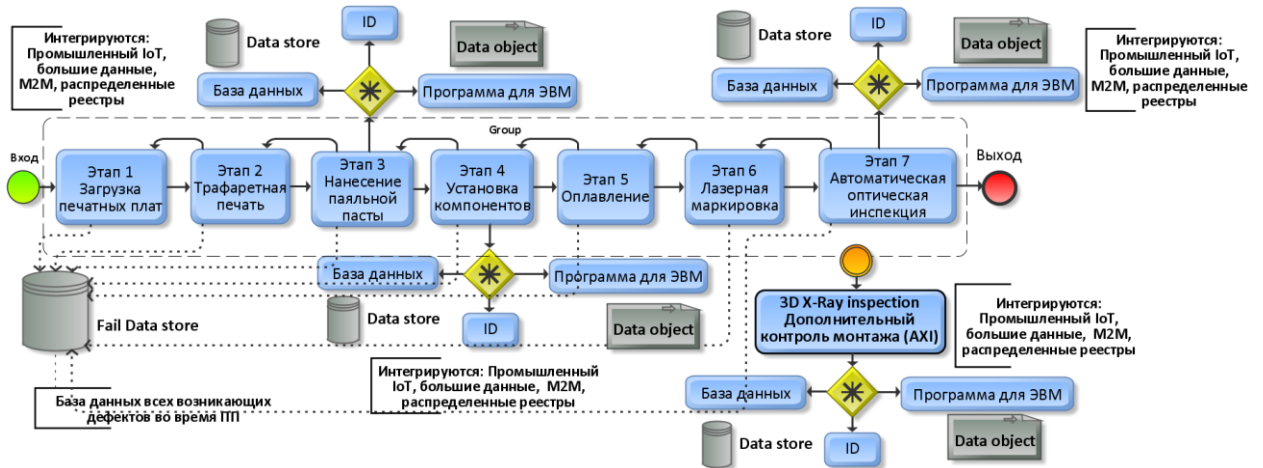 Интегрируются:
Промышленный IoT,
большие данные,
M2M, распределенные
реестры
Data store
ID
Data object
База данных
Программа для ЭВМ
Data store
ID
Data object
База данных
Программа для ЭВМ
Интегрируются:
Промышленный IoT,
большие данные,
M2M, распределенные
реестры
Group
Вход
Этап 1
Загрузка
печатных плат
Этап 2
Трафаретная
печать
Этап 3
Нанесение
паяльной
пасты
Этап 4
Установка
компонентов
Этап 5
Оплавление
Этап 6
Лазерная
маркировка
Этап 7
Автоматическая
оптическая
инспекция
Выход
База данных
Программа для ЭВМ
Data store
ID
Data object
Fail Data store
3D X-Ray inspection
Дополнительный
контроль монтажа (AXI)
Интегрируются:
Промышленный IoT,
большие данные, M2M,
распределенные реестры
Интегрируются: Промышленный
IoT, большие данные, M2M,
распределенные реестры
База данных всех возникающих
дефектов во время ПП
База данных
Программа для ЭВМ
Data store
ID
Data object